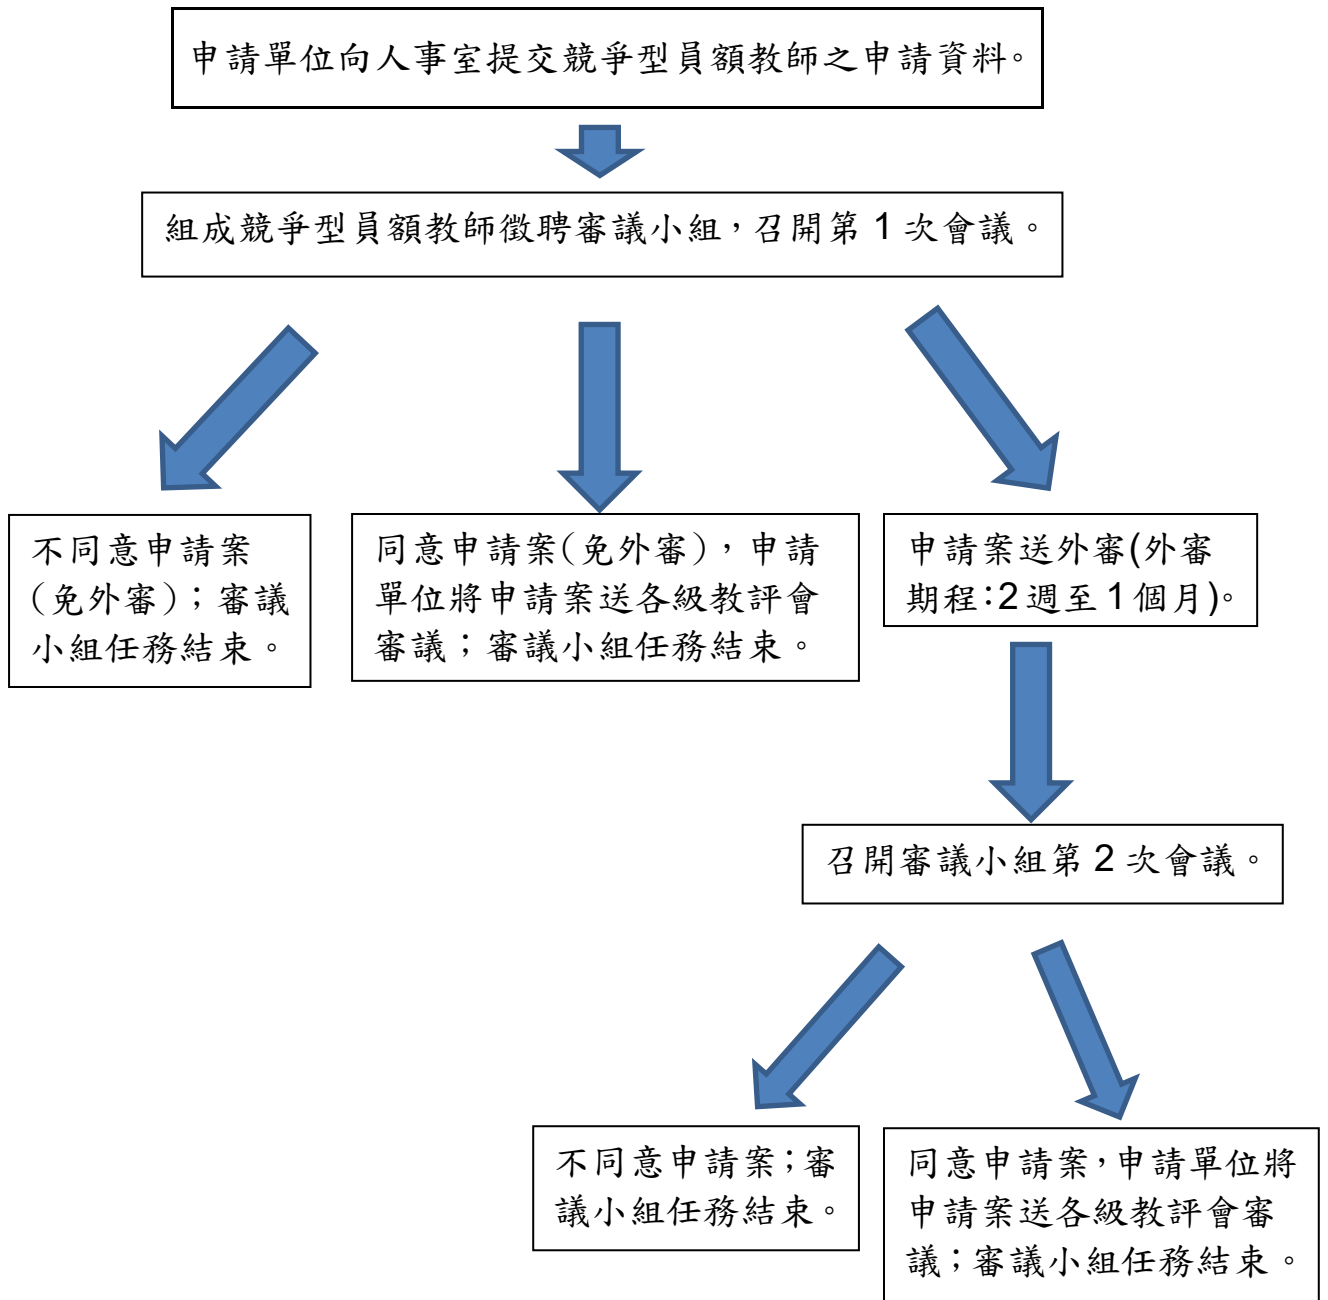 申請單位向人事室提交競爭型員額教師之申請資料。
組成競爭型員額教師徵聘審議小組，召開第 1 次會議。
不同意申請案
(免外審)；審議
小組任務結束。
同意申請案(免外審)，申請
單位將申請案送各級教評會
審議；審議小組任務結束。
申請案送外審(外審
期程：2 週至 1 個月)。
召開審議小組第 2 次會議。
不同意申請案；審
議小組任務結束。
同意申請案，申請單位將
申請案送各級教評會審
議；審議小組任務結束。